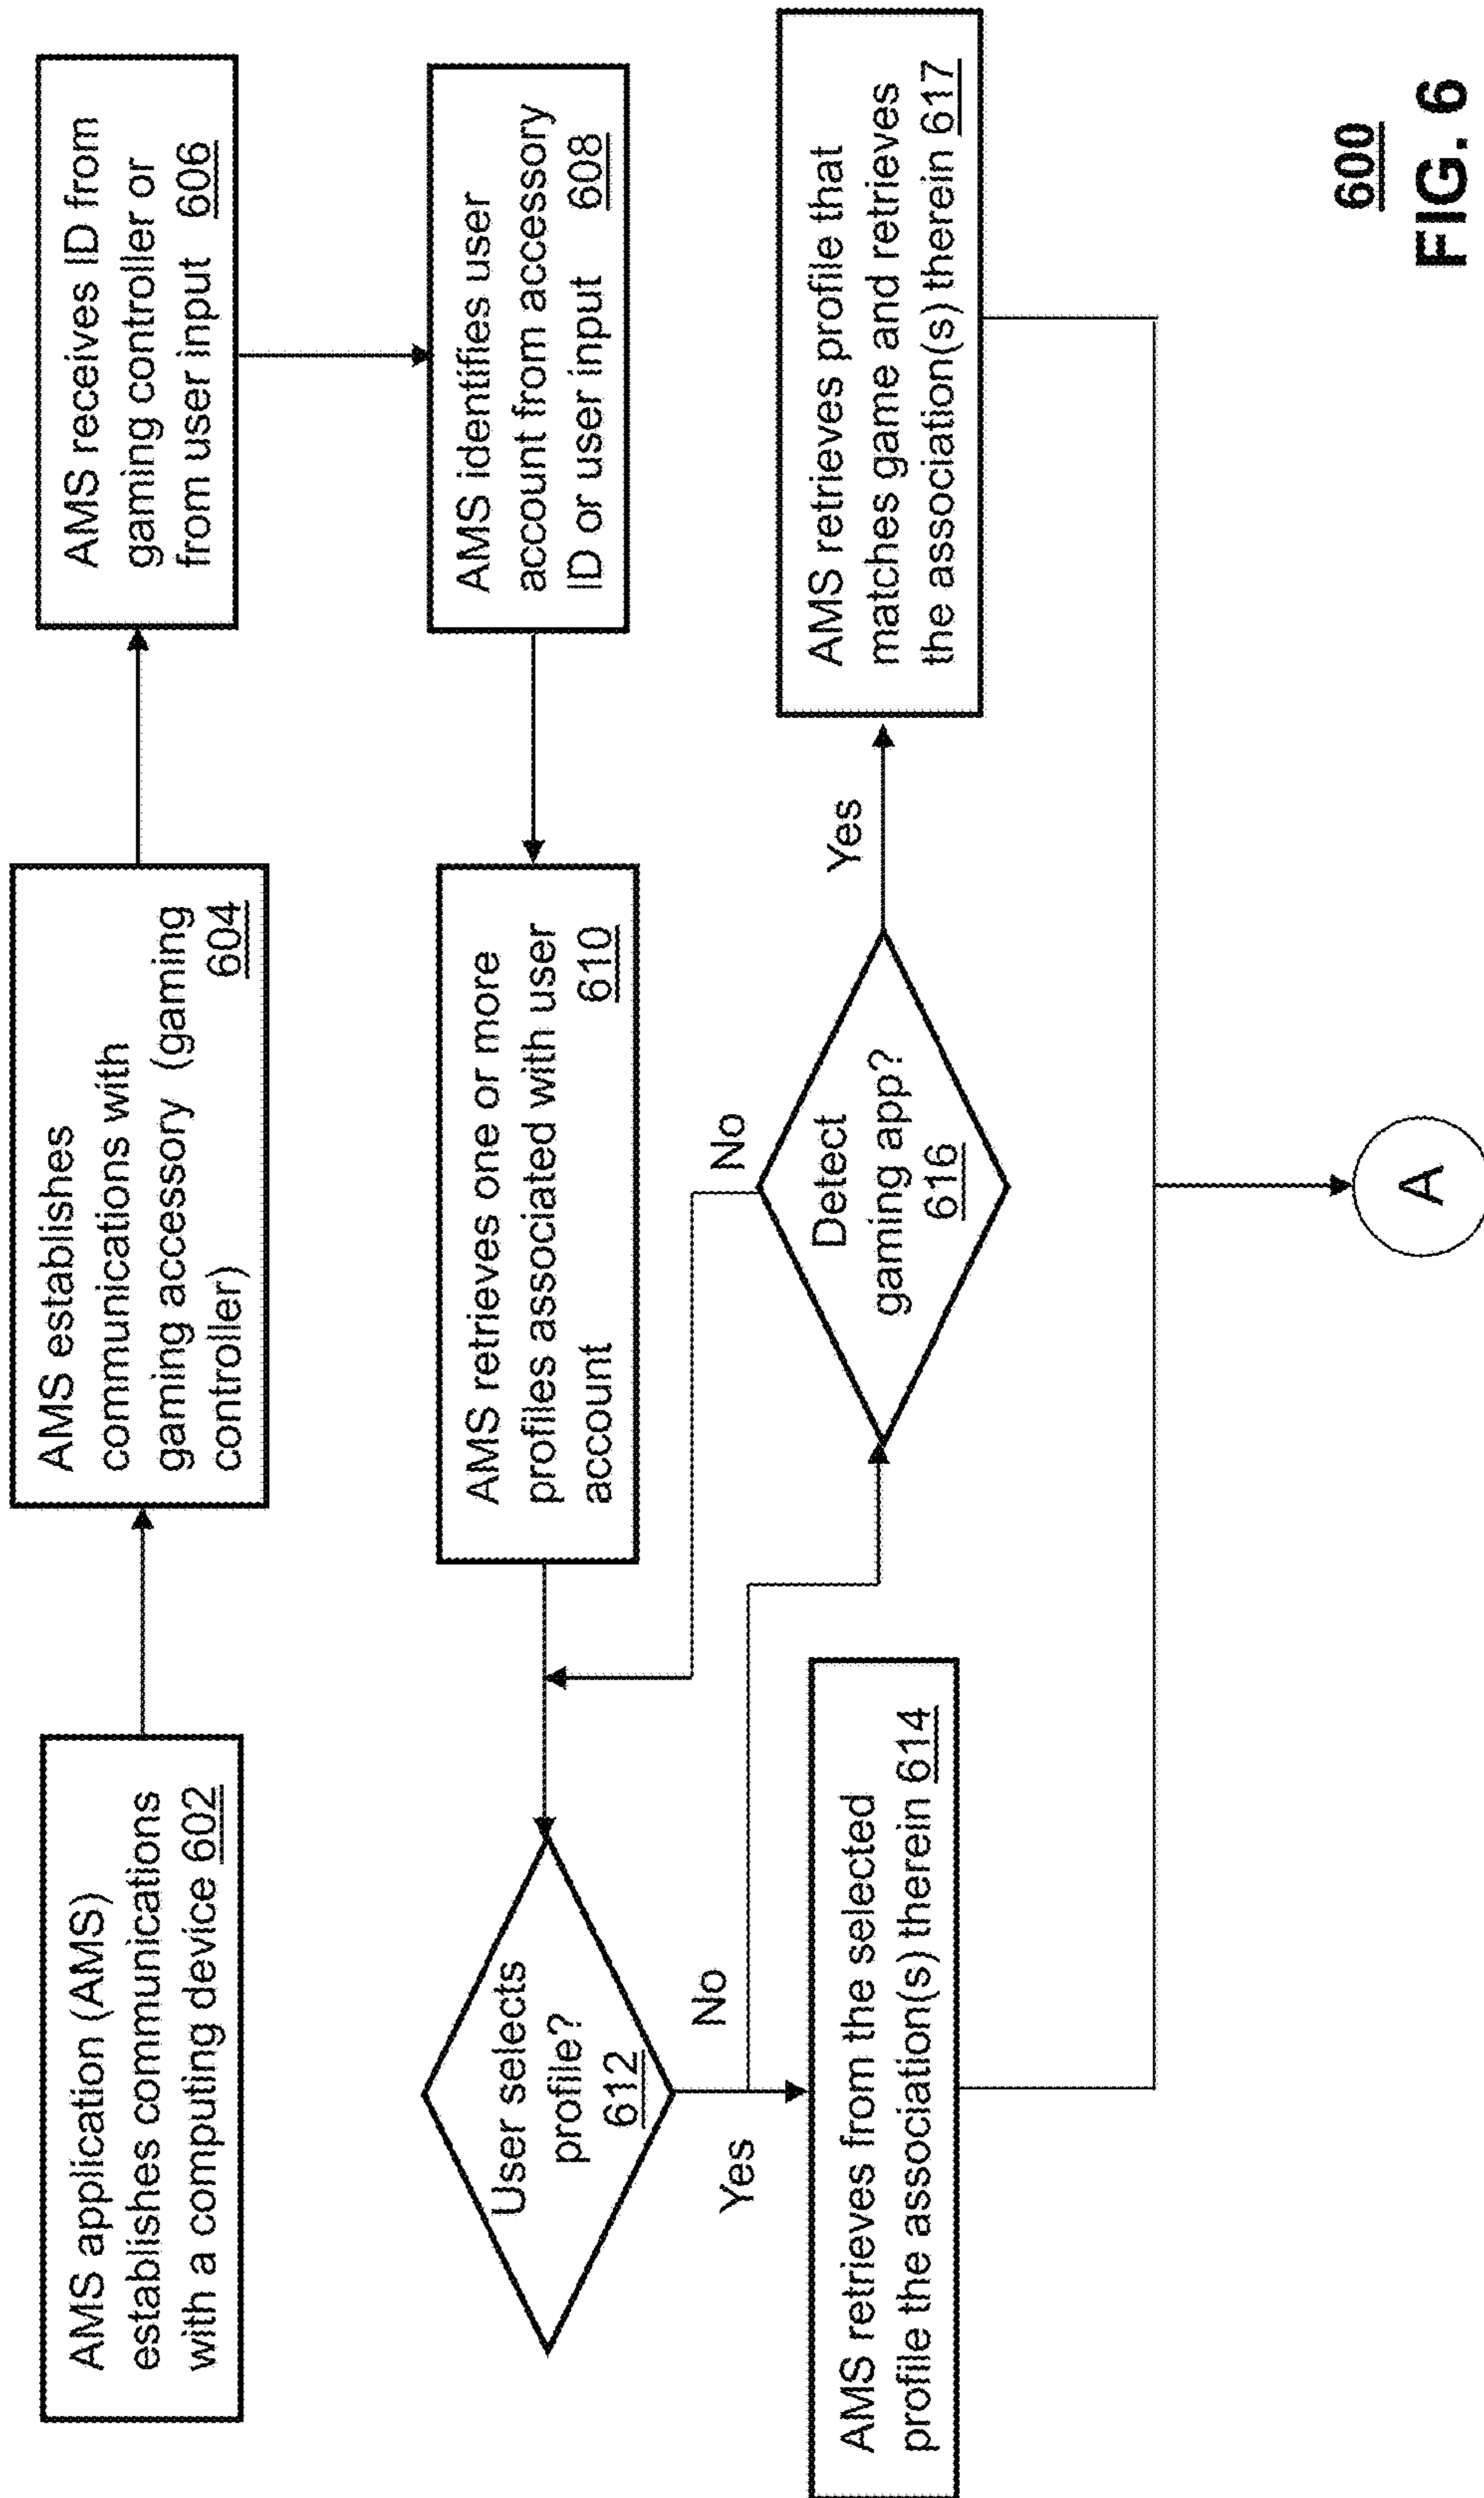 AMS application (AMS)
establishes communications
with a computing device 602
AMS establishes
communications with
gaming accessory (gaming
controller) 604
AMS receives ID from
gaming controller or
from user input 606
AMS identifies user
account from accessory
ID or user input 608
AMS retrieves one or more
profiles associated with user
account 610
User selects
profile?
612
No
Yes
AMS retrieves from the selected
profile the association(s) therein 614
Detect
gaming app?
616
No
Yes
AMS retrieves profile that
matches game and retrieves
the association(s) therein 617
A
600
FIG. 6